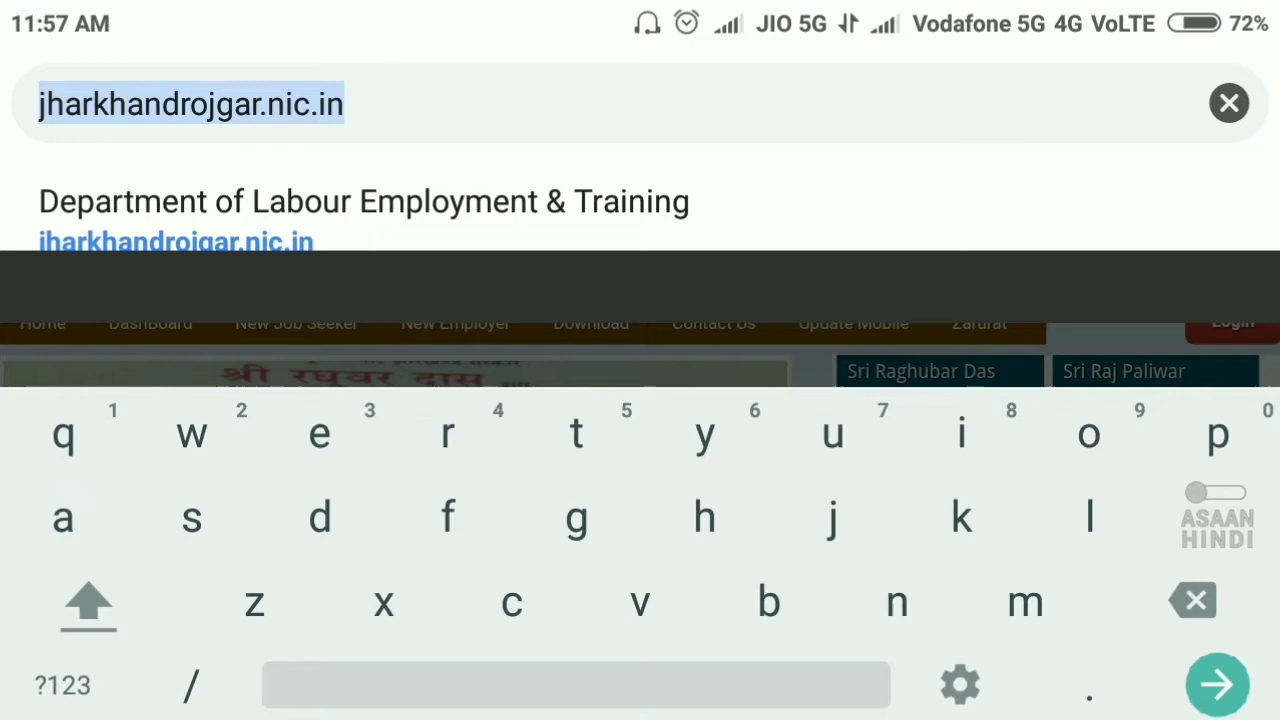 11:57 AM JIO 5G Vodafone 5G 4G VoLTE 72%
jharkhandrojgar.nic.in
Department of Labour Employment & Training
jharkhandrojgar.nic.in
Home DashBoard New Job Seeker New Employer Download Contact Us Update Mobile Zarurat Login
श्री रघुवर दास
Sri Raghubar Das Sri Raj Paliwar
1 2 3 4 5 6 7 8 9 0
q w e r t y u i o p
a s d f g h j k l ASAAN
HINDI
z x c v b n m
?123 / .